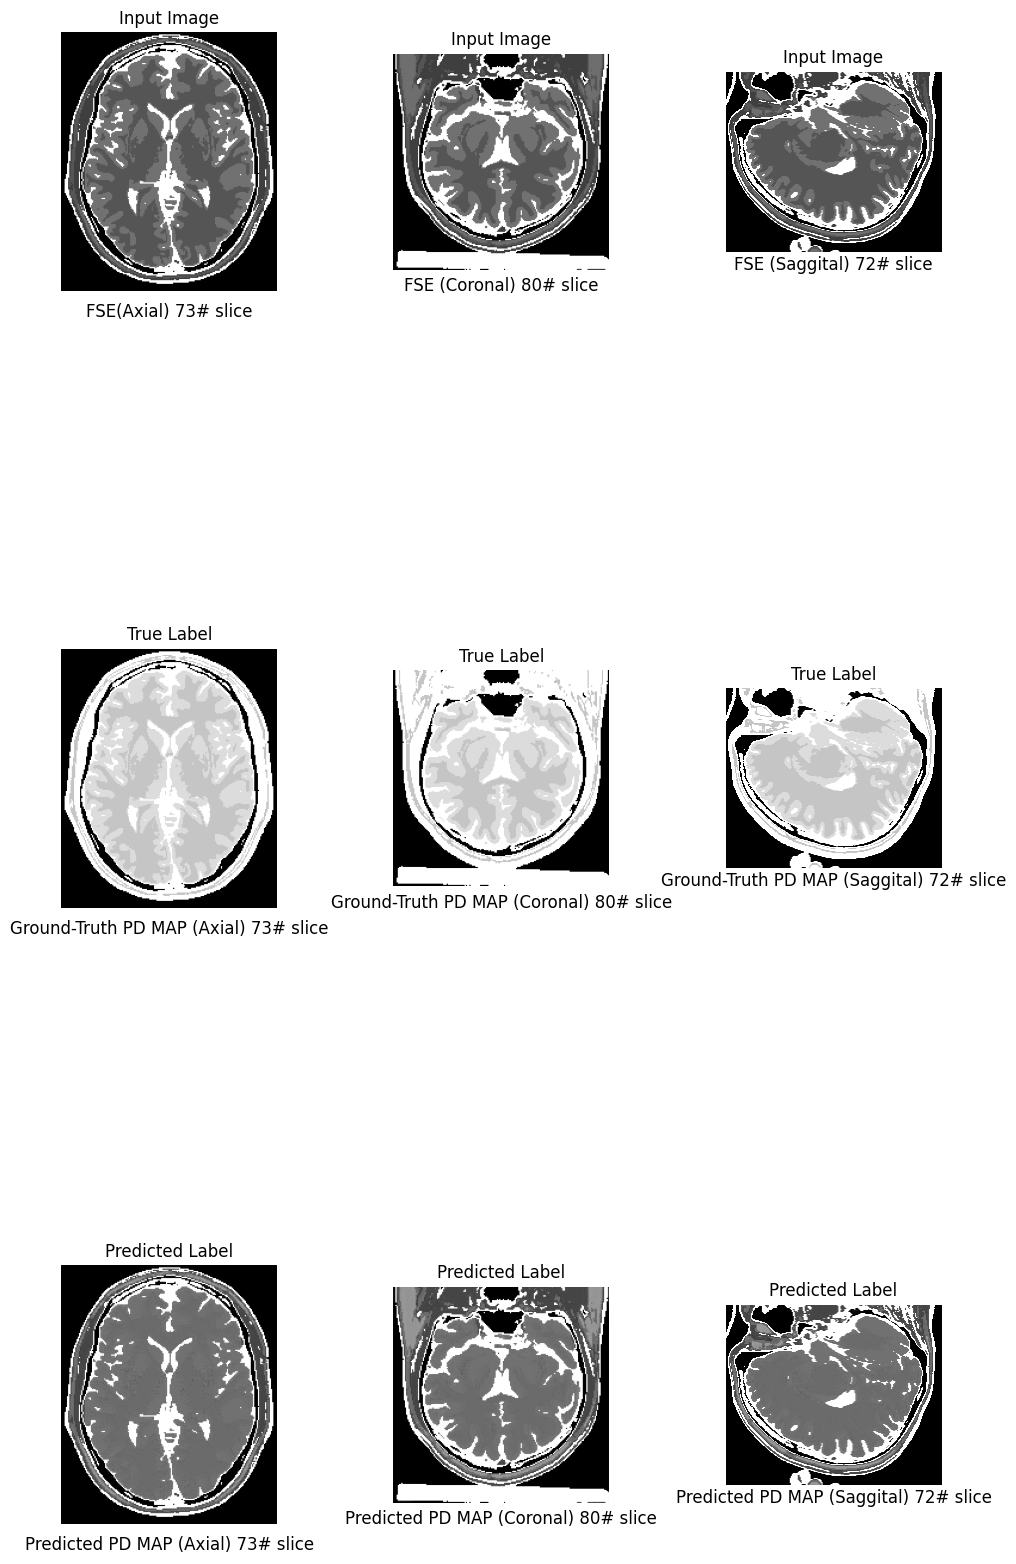 Input Image
Input Image
Input Image
FSE(Axial) 73# slice
FSE (Coronal) 80# slice
FSE (Saggital) 72# slice
True Label
True Label
True Label
Ground-Truth PD MAP (Axial) 73# slice
Ground-Truth PD MAP (Coronal) 80# slice
Ground-Truth PD MAP (Saggital) 72# slice
Predicted Label
Predicted Label
Predicted Label
Predicted PD MAP (Axial) 73# slice
Predicted PD MAP (Coronal) 80# slice
Predicted PD MAP (Saggital) 72# slice